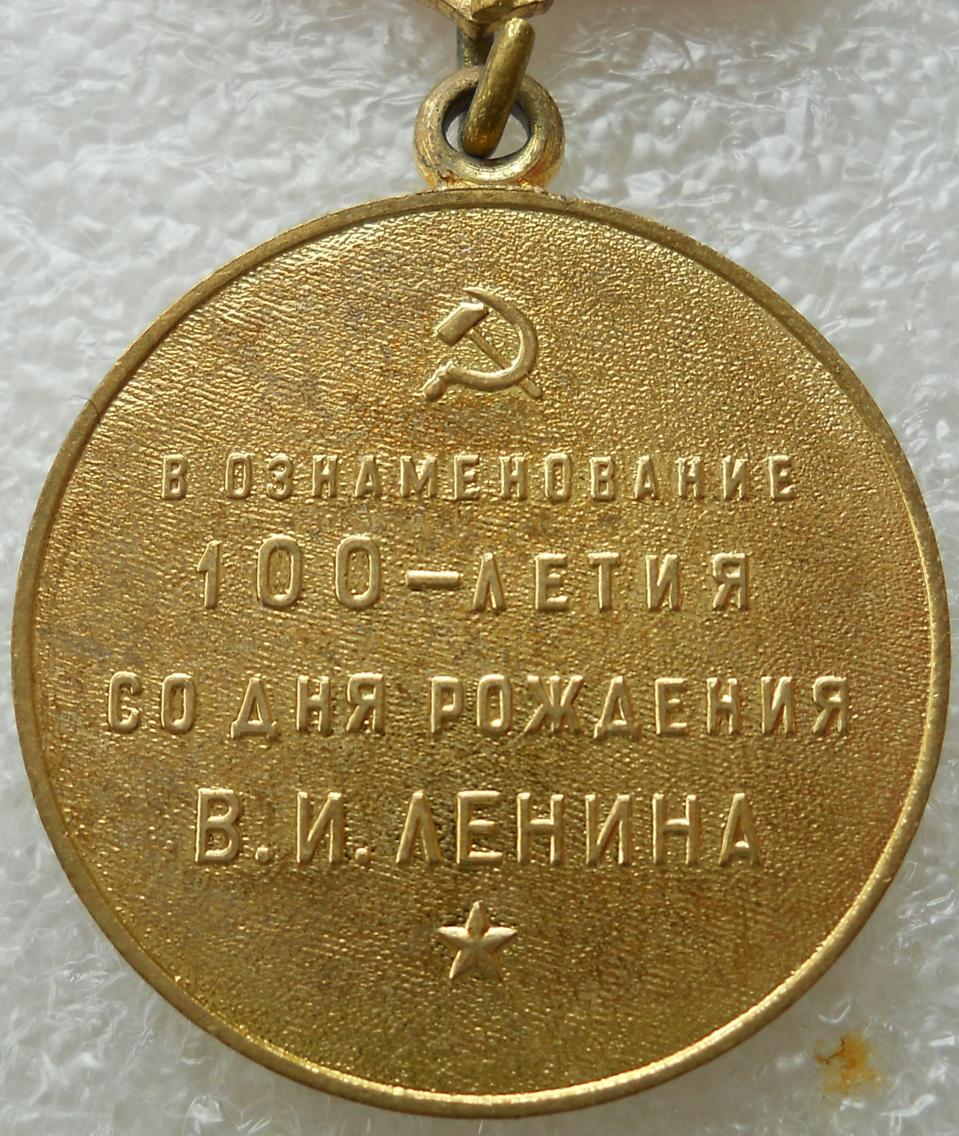 В ОЗНАМЕНОВАНИЕ
100-ЛЕТИЯ
СО ДНЯ РОЖДЕНИЯ
В. И. ЛЕНИНА